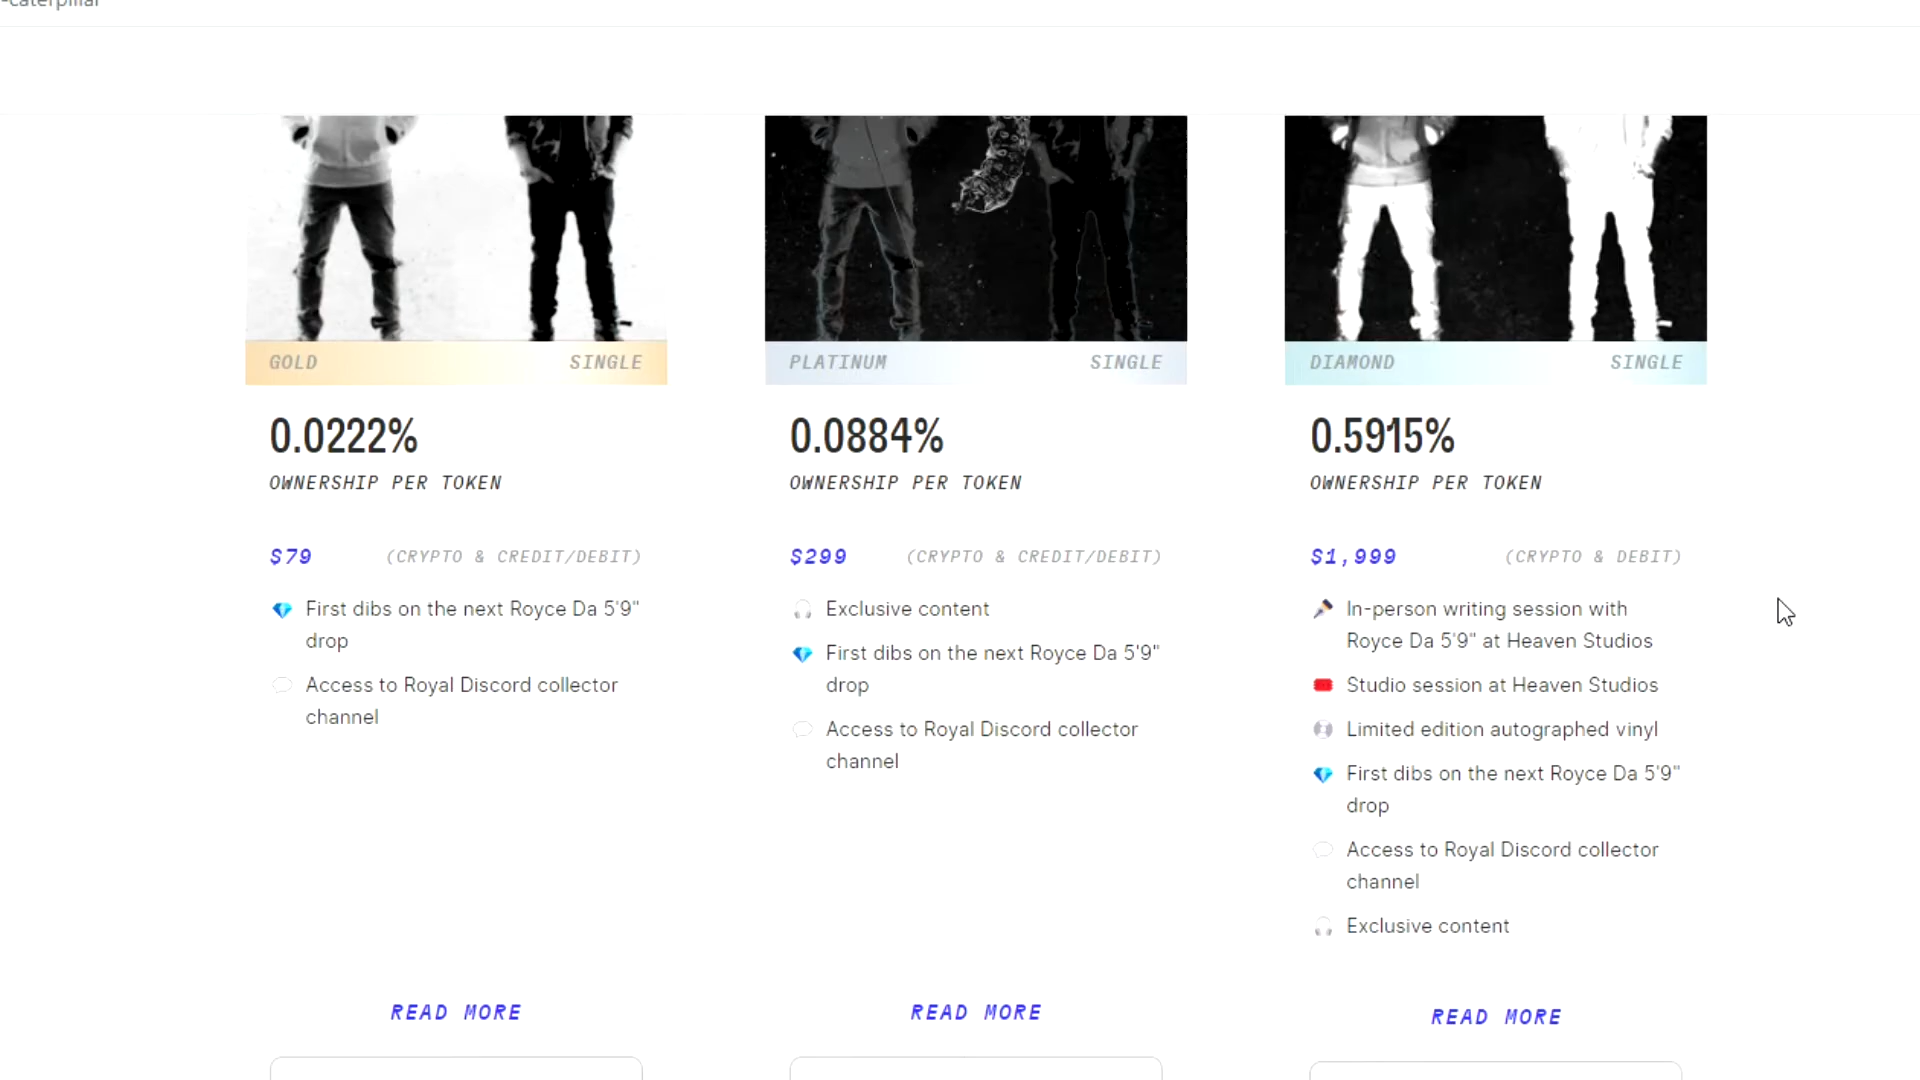 -caterpillar
GOLD SINGLE
0.0222%
OWNERSHIP PER TOKEN
$79 (CRYPTO & CREDIT/DEBIT)
First dibs on the next Royce Da 5'9"
drop
Access to Royal Discord collector
channel
READ MORE
PLATINUM SINGLE
0.0884%
OWNERSHIP PER TOKEN
$299 (CRYPTO & CREDIT/DEBIT)
Exclusive content
First dibs on the next Royce Da 5'9"
drop
Access to Royal Discord collector
channel
READ MORE
DIAMOND SINGLE
0.5915%
OWNERSHIP PER TOKEN
$1,999 (CRYPTO & DEBIT)
In-person writing session with
Royce Da 5'9" at Heaven Studios
Studio session at Heaven Studios
Limited edition autographed vinyl
First dibs on the next Royce Da 5'9"
drop
Access to Royal Discord collector
channel
Exclusive content
READ MORE